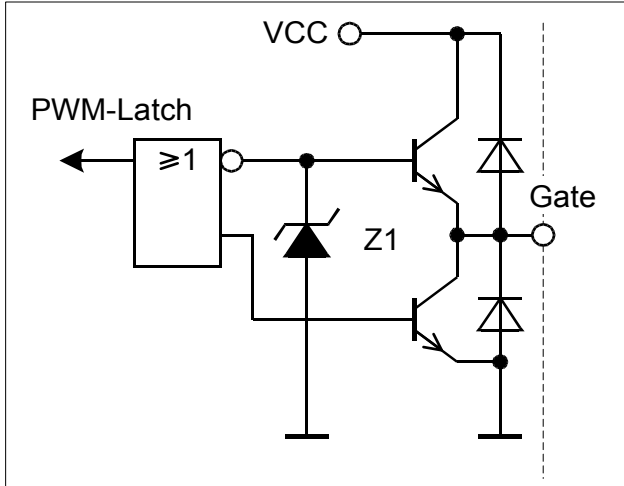 VCC
PWM-Latch
⩾1
Gate
Z1